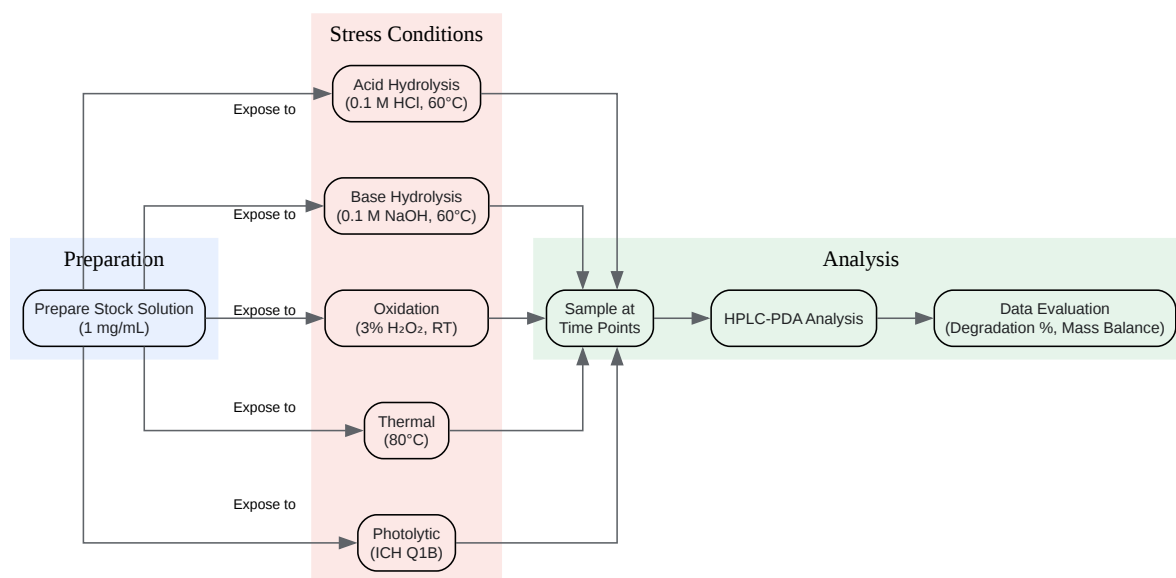 Stress Conditions
Acid Hydrolysis
(0.1 M HCl, 60°C)
Expose to
Base Hydrolysis
(0.1 M NaOH, 60°C)
Expose to
Preparation
Analysis
Prepare Stock Solution
(1 mg/mL)
Expose to
Oxidation
(3% H₂O₂, RT)
Sample at
Time Points
HPLC-PDA Analysis
Data Evaluation
(Degradation %, Mass Balance)
Expose to
Thermal
(80°C)
Expose to
Photolytic
(ICH Q1B)